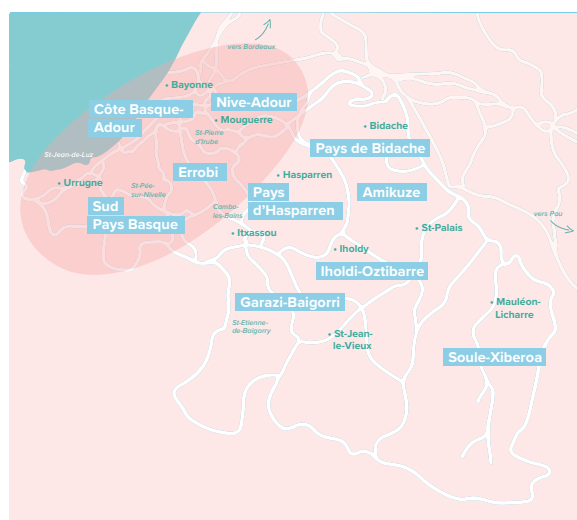 vers Bordeaux
• Bayonne
Côte Basque-
Adour
Nive-Adour
• Mouguerre
St-Pierre
d'Irube
• Bidache
Pays de Bidache
St-Jean-de-Luz
• Urrugne
Errobi
St-Pée-
sur-Nivelle
• Hasparren
Pays
d'Hasparren
Amikuze
Sud
Pays Basque
Cambo-
les-Bains
• Itxassou
• St-Palais
vers Pau
• Iholdy
Iholdi-Oztibarre
Garazi-Baigorri
• Mauléon-
Licharre
St-Etienne-
de-Baïgorry
• St-Jean-
le-Vieux
Soule-Xiberoa